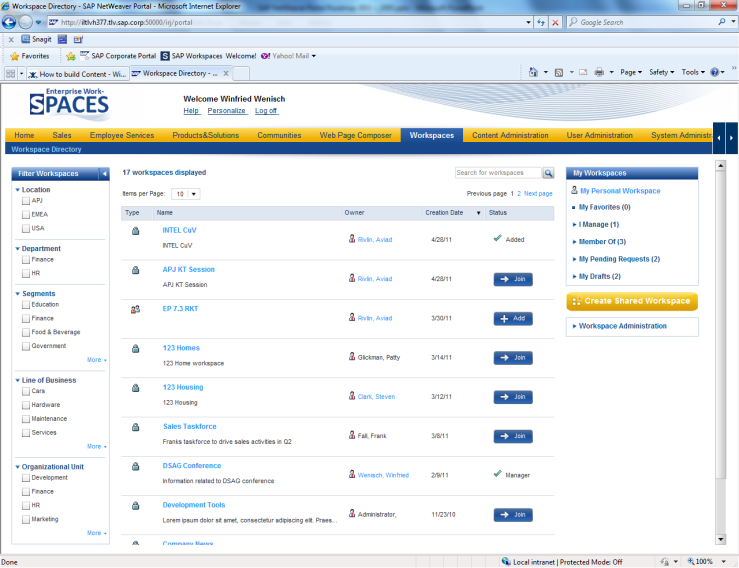 Workspace Directory - SAP NetWeaver Portal - Microsoft Internet Explorer
http://iltlvh377.tlv.sap.corp:50000/irj/portal
Google Search
Snagit
Favorites SAP Corporate Portal SAP Workspaces Welcome! Yahoo! Mail
How to build Content - Wi... Workspace Directory - ... X Page Safety Tools
Enterprise Work-
SPACES
Welcome Winfried Wenisch
Help Personalize Log off
Home Sales Employee Services Products&Solutions Communities Web Page Composer Workspaces Content Administration User Administration System Administr
Workspace Directory
Filter Workspaces
Location
APJ
EMEA
USA
Department
Finance
HR
Segments
Education
Finance
Food & Beverage
Government
More
Line of Business
Cars
Hardware
Maintenance
Services
More
Organizational Unit
Development
Finance
HR
Marketing
More
17 workspaces displayed
Search for workspaces
Items per Page: 10
Previous page 1 2 Next page
Type Name Owner Creation Date Status
INTEL CuV
INTEL CuV
Rivlin, Aviad 4/28/11 Added
APJ KT Session
APJ KT Session
Rivlin, Aviad 4/28/11 Join
EP 7.3 RKT
Rivlin, Aviad 3/30/11 Add
123 Homes
123 Home workspace
Glickman, Patty 3/14/11 Join
123 Housing
123 Housing
Clark, Steven 3/12/11 Join
Sales Taskforce
Franks taskforce to drive sales activities in Q2
Fall, Frank 3/8/11 Join
DSAG Conference
Information related to DSAG conference
Wenisch, Winfried 2/9/11 Manager
Development Tools
Lorem ipsum dolor sit amet, consectetur adipiscing elit. Praes...
Administrator, 11/23/10 Join
Company News
My Workspaces
My Personal Workspace
My Favorites (0)
I Manage (1)
Member Of (3)
My Pending Requests (2)
My Drafts (2)
Create Shared Workspace
Workspace Administration
Done
Local intranet | Protected Mode: Off
100%